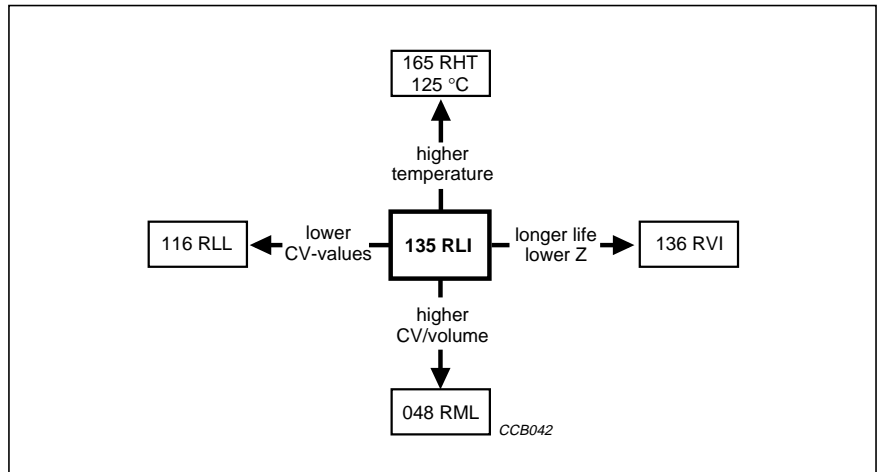 165 RHT
125 °C
higher
temperature
lower
CV-values
116 RLL
135 RLI
longer life
lower Z
136 RVI
higher
CV/volume
048 RML
CCB042